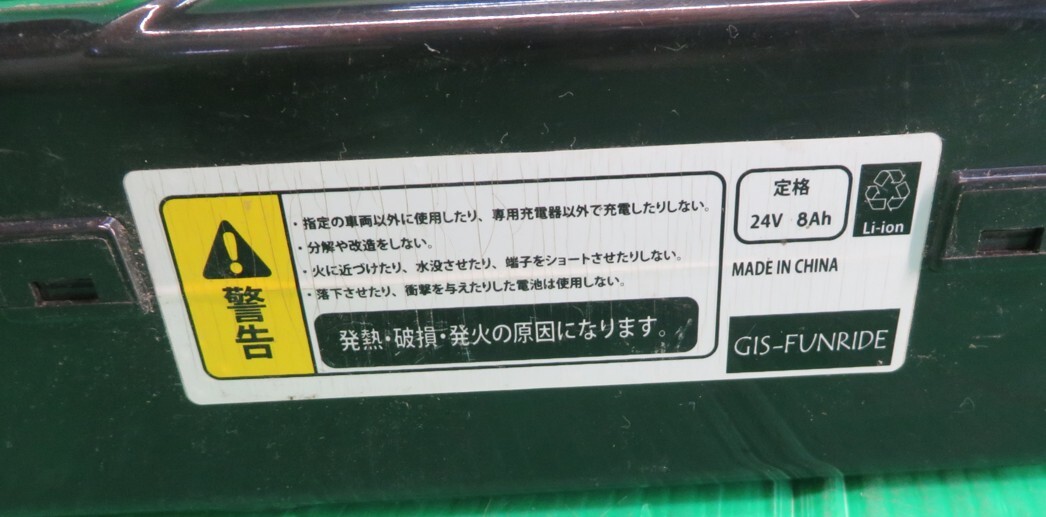 警告
・指定の車両以外に使用したり、専用充電器以外で充電したりしない。
・分解や改造をしない。
・火に近づけたり、水没させたり、端子をショートさせたりしない。
・落下させたり、衝撃を与えたりした電池は使用しない。
発熱・破損・発火の原因になります。
定格
24V 8Ah
Li-ion
MADE IN CHINA
GIS-FUNRIDE